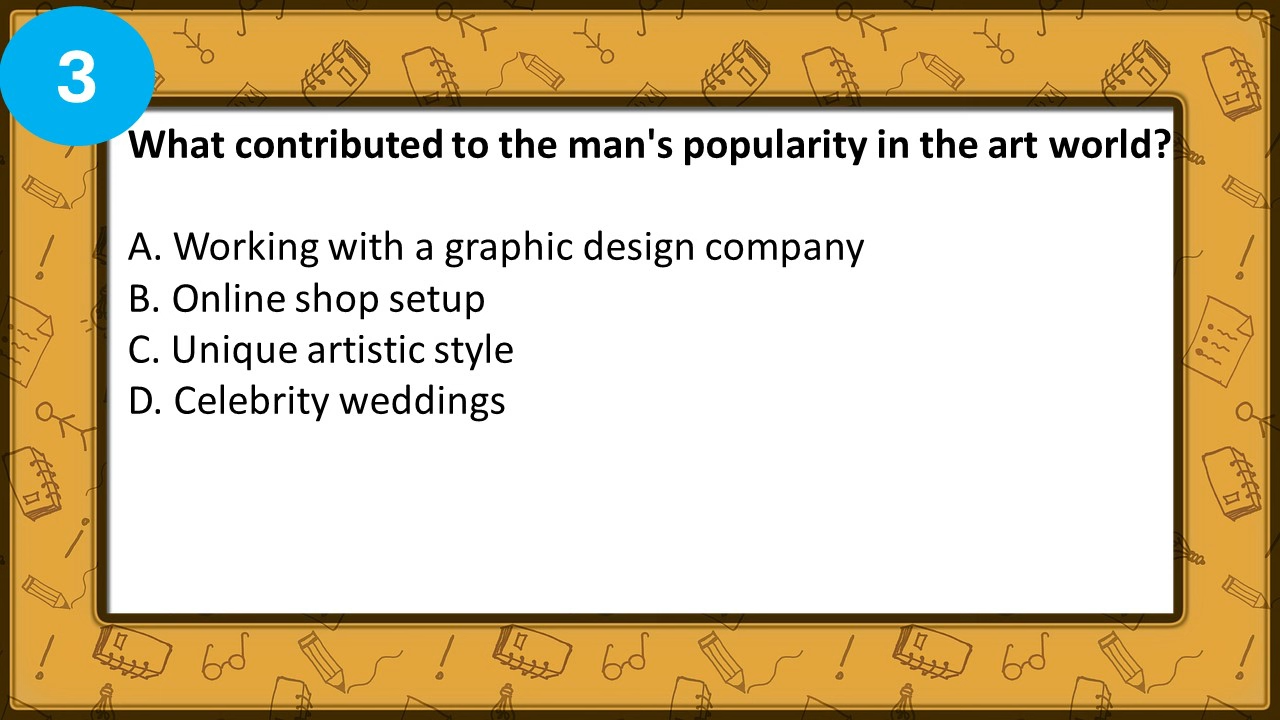 3
What contributed to the man's popularity in the art world?
A. Working with a graphic design company
B. Online shop setup
C. Unique artistic style
D. Celebrity weddings